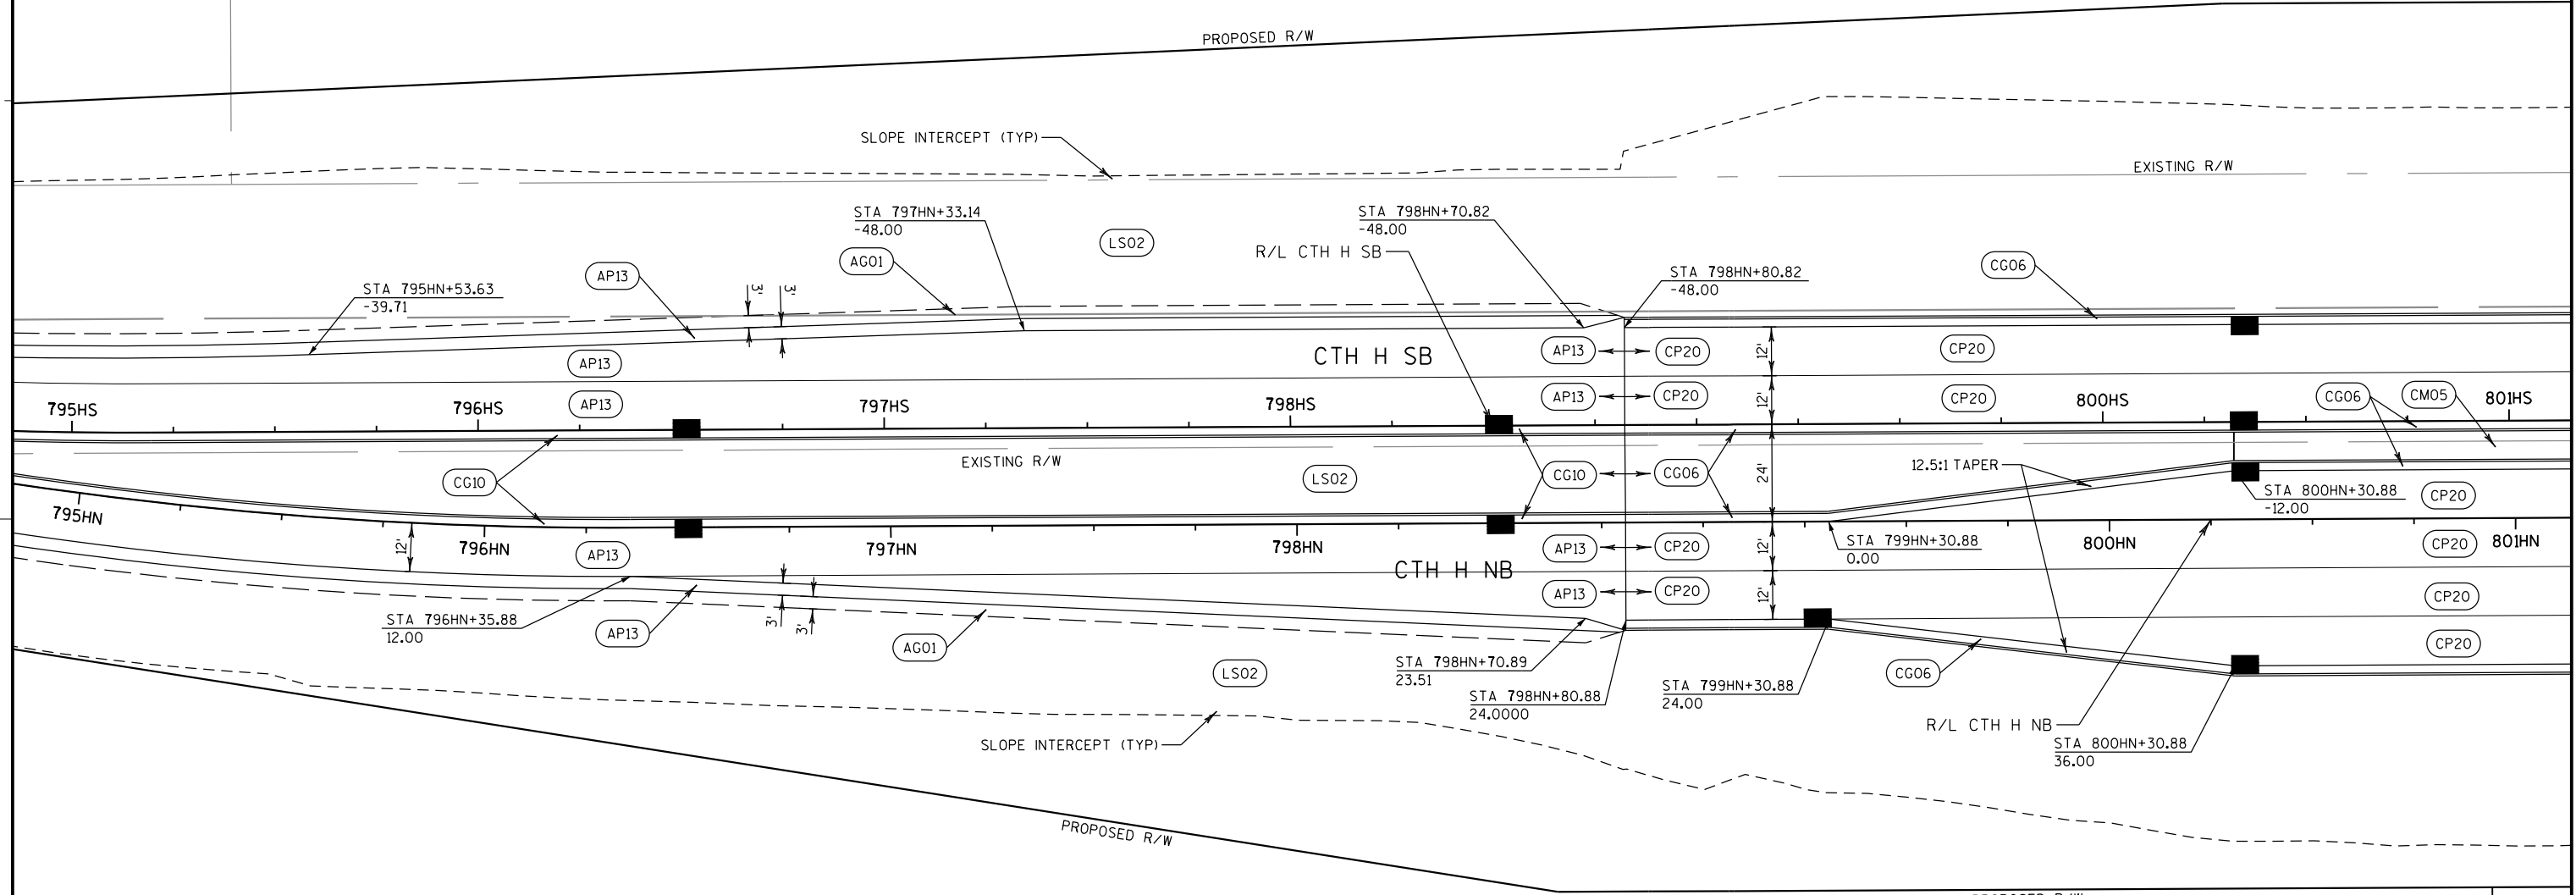 PROPOSED R/W
SLOPE INTERCEPT (TYP)
EXISTING R/W
STA 797HN+33.14
-48.00
STA 798HN+70.82
-48.00
LS02
R/L CTH H SB
AG01
AP13
CG06
STA 798HN+80.82
-48.00
STA 795HN+53.63
-39.71
3'
3'
CTH H SB
AP13
AP13
CP20
12'
CP20
AP13
AP13
CP20
12'
CP20
CG06
CM05
795HS
796HS
797HS
798HS
800HS
801HS
EXISTING R/W
CG10
LS02
CG10
CG06
24'
12.5:1 TAPER
STA 800HN+30.88
-12.00
CP20
795HN
796HN
797HN
798HN
800HN
801HN
12'
AP13
AP13
CP20
12'
STA 799HN+30.88
0.00
CP20
CTH H NB
AP13
CP20
12'
CP20
STA 796HN+35.88
12.00
3'
3'
AP13
AG01
CP20
LS02
STA 798HN+70.89
23.51
STA 798HN+80.88
24.0000
STA 799HN+30.88
24.00
CG06
R/L CTH H NB
STA 800HN+30.88
36.00
SLOPE INTERCEPT (TYP)
PROPOSED R/W